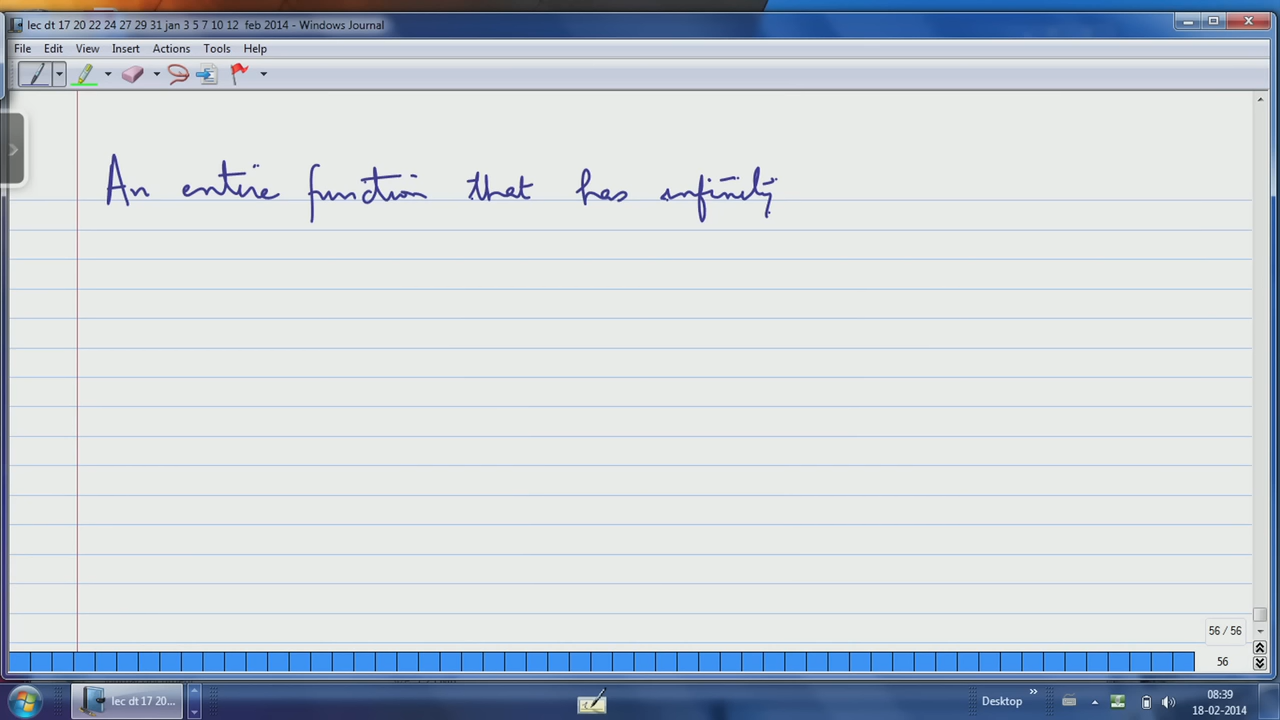 lec dt 17 20 22 24 27 29 31 jan 3 5 7 10 12 feb 2014 - Windows Journal
File Edit View Insert Actions Tools Help
An entire function that has infinity
56 / 56
56
lec dt 17 20...
Desktop
08:39
18-02-2014